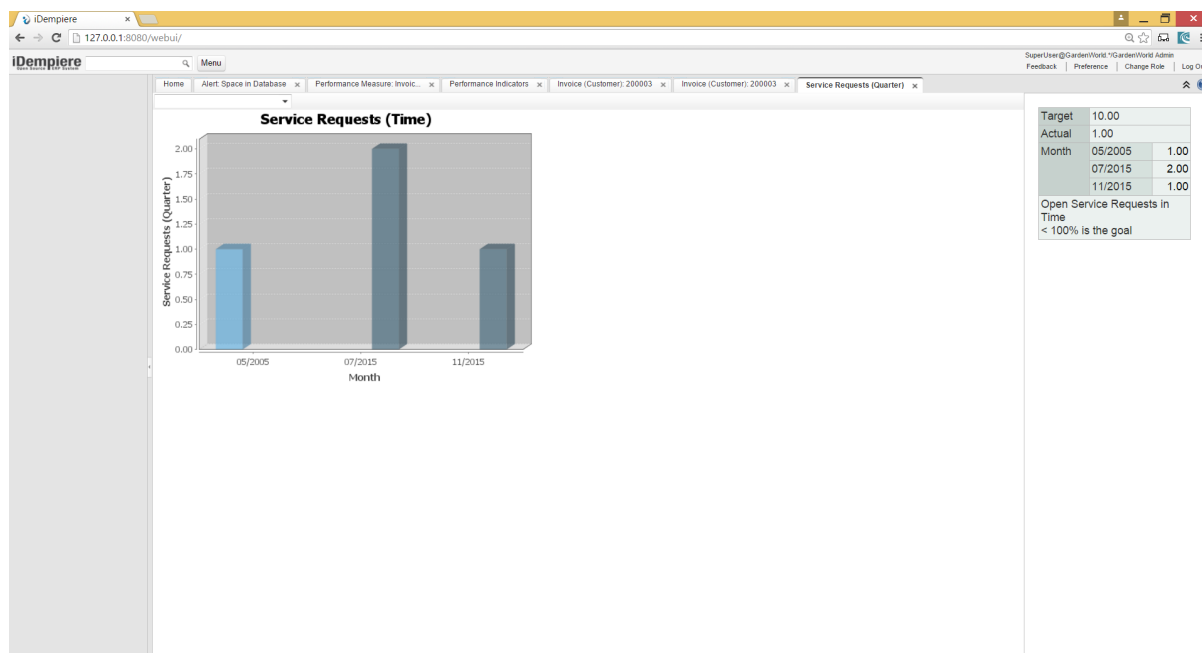 iDempiere
127.0.0.1:8080/webui/
iDempiere
Menu
SuperUser@GardenWorld.*/GardenWorld Admin
Feedback | Preference | Change Role | Log Ou
Home
Alert: Space in Database
Performance Measure: Invoic...
Performance Indicators
Invoice (Customer): 200003
Invoice (Customer): 200003
Service Requests (Quarter)
Service Requests (Time)
Service Requests (Quarter)
2.00
1.75
1.50
1.25
1.00
0.75
0.50
0.25
0.00
05/2005 07/2015 11/2015
Month
Target 10.00
Actual 1.00
Month 05/2005 1.00
07/2015 2.00
11/2015 1.00
Open Service Requests in
Time
< 100% is the goal